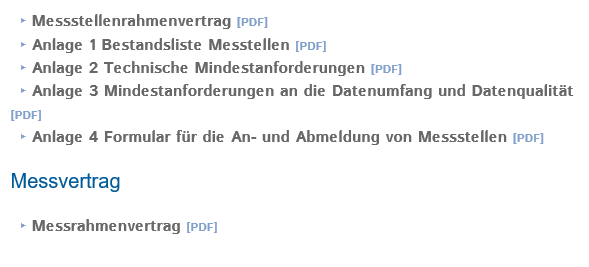 Messstellenrahmenvertrag [PDF]
Anlage 1 Bestandsliste Messtellen [PDF]
Anlage 2 Technische Mindestanforderungen [PDF]
Anlage 3 Mindestanforderungen an die Datenumfang und Datenqualität
[PDF]
Anlage 4 Formular für die An- und Abmeldung von Messstellen [PDF]
Messvertrag
Messrahmenvertrag [PDF]